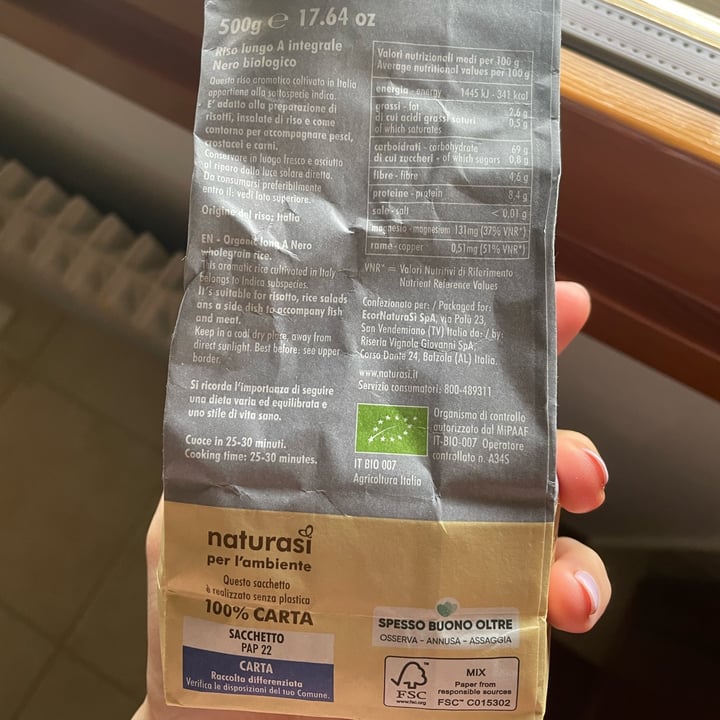 500g e 17.64 oz
Riso lungo A integrale
Nero biologico
Questo riso aromatico coltivato in Italia
appartiene alla sottospecie indica.
E' adatto alla preparazione di
risotti, insalate di riso e come
contorno per accompagnare pesci,
crostacei e carni.
Conservare in luogo fresco e asciutto
al riparo dalla luce solare diretta.
Da consumarsi preferibilmente
entro il: vedi lato superiore.
Origine del riso: Italia
EN - Organic long A Nero
wholegrain rice.
This aromatic rice cultivated in Italy
belongs to Indica subspecies.
It's suitable for risotto, rice salads
ans a side dish to accompany fish
and meat.
Keep in a cool dry place, away from
direct sunlight. Best before: see upper
border.
Si ricorda l'importanza di seguire
una dieta varia ed equilibrata e
uno stile di vita sano.
Cuoce in 25-30 minuti.
Cooking time: 25-30 minutes.
Valori nutrizionali medi per 100 g
Average nutritional values per 100 g
energia - energy 1445 kJ - 341 kcal
grassi - fat 2,6 g
di cui acidi grassi saturi 0,5 g
of which saturates
carboidrati - carbohydrate 69 g
di cui zuccheri - of which sugars 0,8 g
fibre - fibre 4,6 g
proteine - protein 8,4 g
sale - salt < 0,01 g
magnesio - magnesium 131mg (37% VNR*)
rame - copper 0,51mg (51% VNR*)
VNR* = Valori Nutritivi di Riferimento
Nutrient Reference Values
Confezionato per: / Packaged for:
EcorNaturaSì SpA, via Palù 23,
San Vendemiano (TV) Italia da: / by:
Riseria Vignola Giovanni SpA,
Corso Dante 24, Balzola (AL) Italia.
www.naturasi.it
Servizio consumatori: 800-489311
Organismo di controllo
autorizzato dal MiPAAF
IT-BIO-007 Operatore
controllato n. A34S
IT BIO 007
Agricoltura Italia
naturasì
per l'ambiente
Questo sacchetto
è realizzato senza plastica
100% CARTA
SACCHETTO
PAP 22
CARTA
Raccolta differenziata
Verifica le disposizioni del tuo Comune.
SPESSO BUONO OLTRE
OSSERVA - ANNUSA - ASSAGGIA
FSC
www.fsc.org
MIX
Paper from
responsible sources
FSC™ C015302